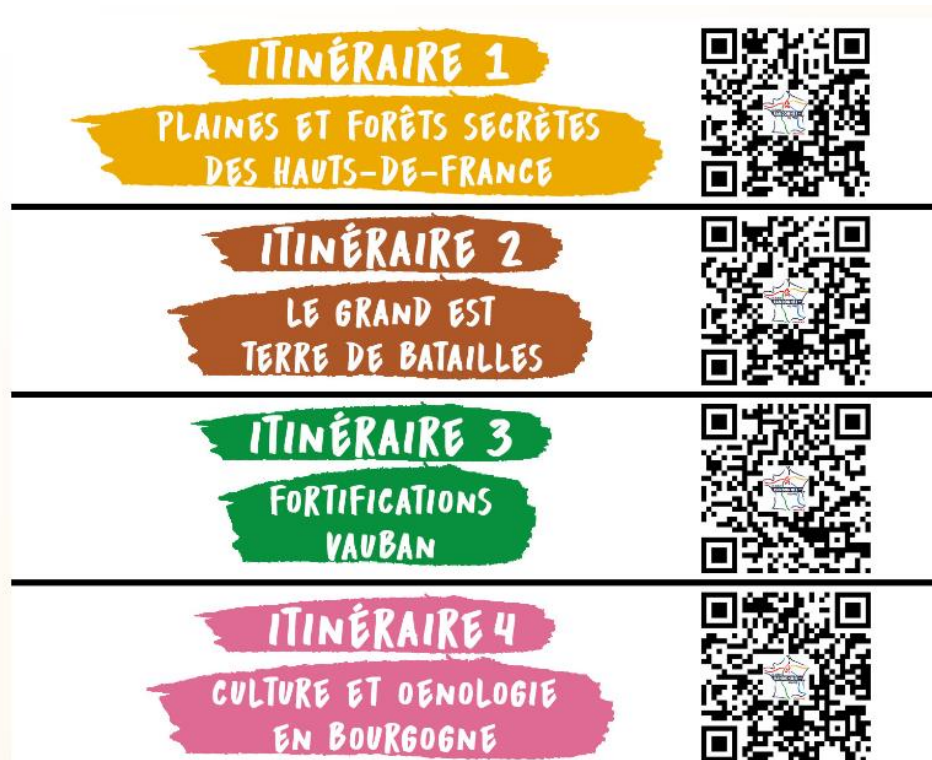 ITINÉRAIRE 1
PLAINES ET FORÊTS SECRÈTES
DES HAUTS-DE-FRANCE
ITINÉRAIRE 2
LE GRAND EST
TERRE DE BATAILLES
ITINÉRAIRE 3
FORTIFICATIONS
VAUBAN
ITINÉRAIRE 4
CULTURE ET OENOLOGIE
EN BOURGOGNE